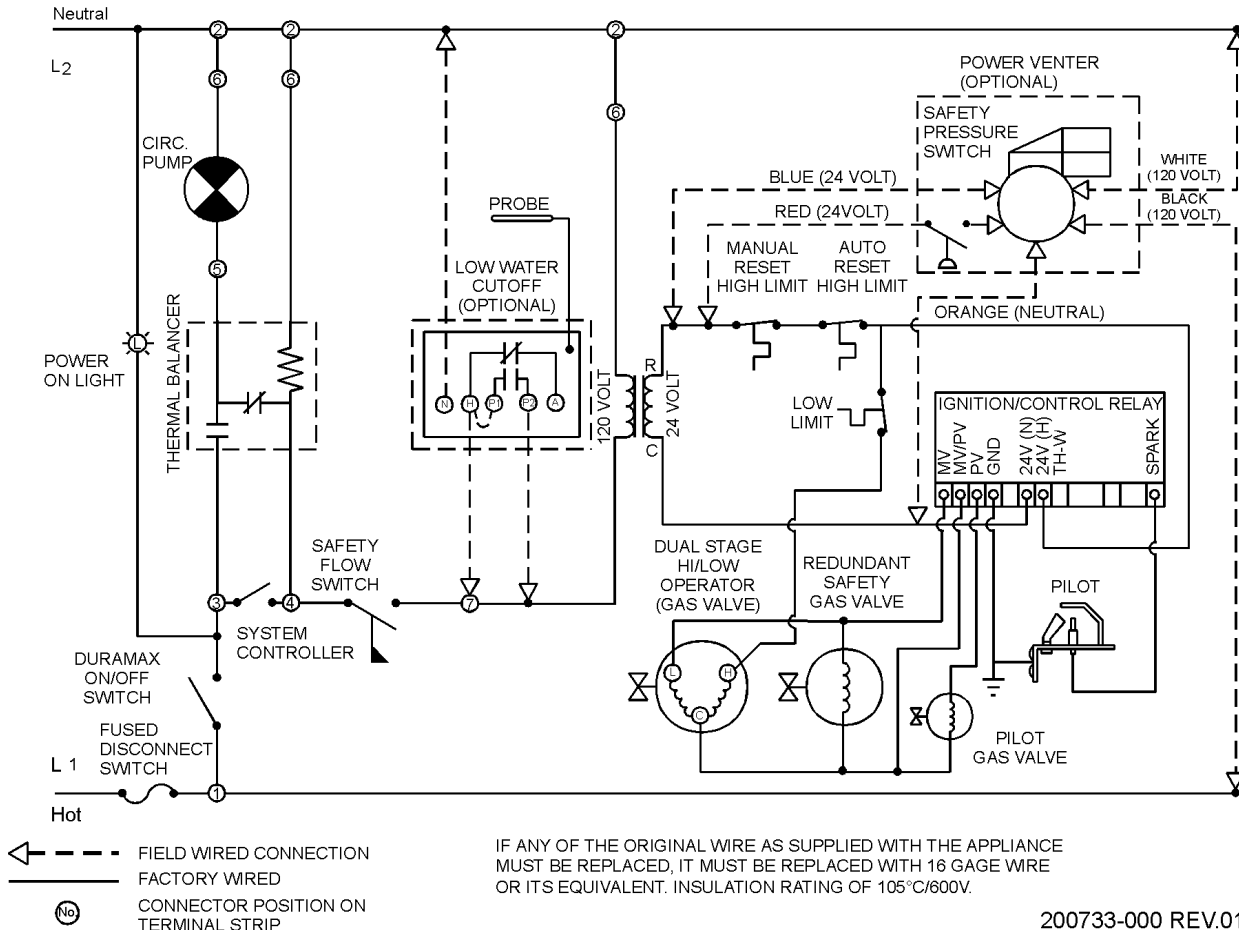 Neutral
L2
2
2
2
6
6
6
POWER VENTER
(OPTIONAL)
SAFETY
PRESSURE
SWITCH
CIRC.
PUMP
WHITE
(120 VOLT)
BLUE (24 VOLT)
BLACK
(120 VOLT)
RED (24VOLT)
PROBE
MANUAL
RESET
HIGH LIMIT
AUTO
RESET
HIGH LIMIT
5
LOW WATER
CUTOFF
(OPTIONAL)
ORANGE (NEUTRAL)
L
POWER
ON LIGHT
THERMAL BALANCER
N
H
P1
P2
A
120 VOLT
R
24 VOLT
C
LOW
LIMIT
IGNITION/CONTROL RELAY
MV
MV/PV
PV
GND
24V (N)
24V (H)
TH-W
SPARK
SAFETY
FLOW
SWITCH
DUAL STAGE
HI/LOW
OPERATOR
(GAS VALVE)
REDUNDANT
SAFETY
GAS VALVE
PILOT
3
4
7
SYSTEM
CONTROLLER
L
H
C
DURAMAX
ON/OFF
SWITCH
PILOT
GAS VALVE
FUSED
DISCONNECT
SWITCH
L 1
1
Hot
FIELD WIRED CONNECTION
FACTORY WIRED
No.
CONNECTOR POSITION ON
TERMINAL STRIP
IF ANY OF THE ORIGINAL WIRE AS SUPPLIED WITH THE APPLIANCE
MUST BE REPLACED, IT MUST BE REPLACED WITH 16 GAGE WIRE
OR ITS EQUIVALENT. INSULATION RATING OF 105°C/600V.
200733-000 REV.01